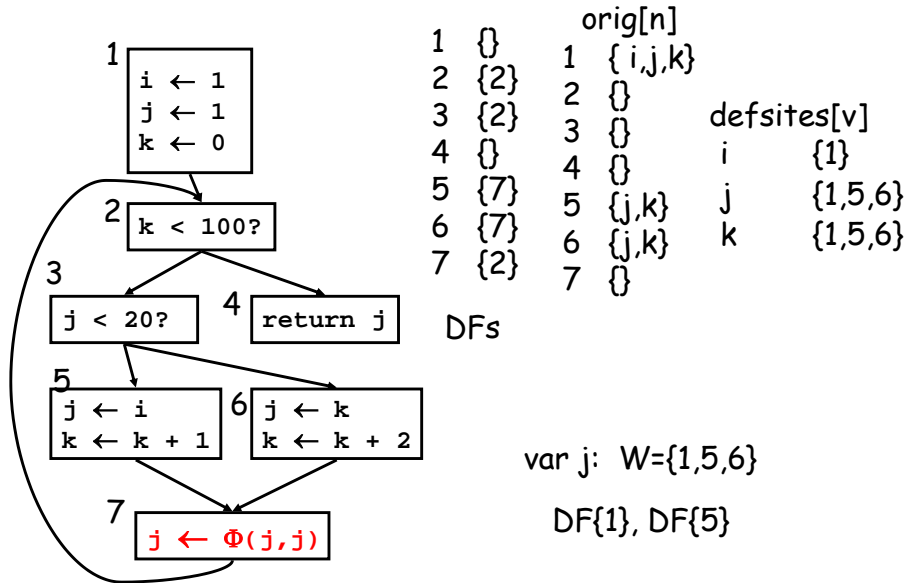 1
i ← 1
j ← 1
k ← 0
2
k < 100?
3
j < 20?
4
return j
5
j ← i
k ← k + 1
6
j ← k
k ← k + 2
7
j ← Φ(j,j)
1 {}
2 {2}
3 {2}
4 {}
5 {7}
6 {7}
7 {2}
DFs
orig[n]
1 { i,j,k}
2 {}
3 {}
4 {}
5 {j,k}
6 {j,k}
7 {}
defsites[v]
i {1}
j {1,5,6}
k {1,5,6}
var j: W={1,5,6}
DF{1}, DF{5}